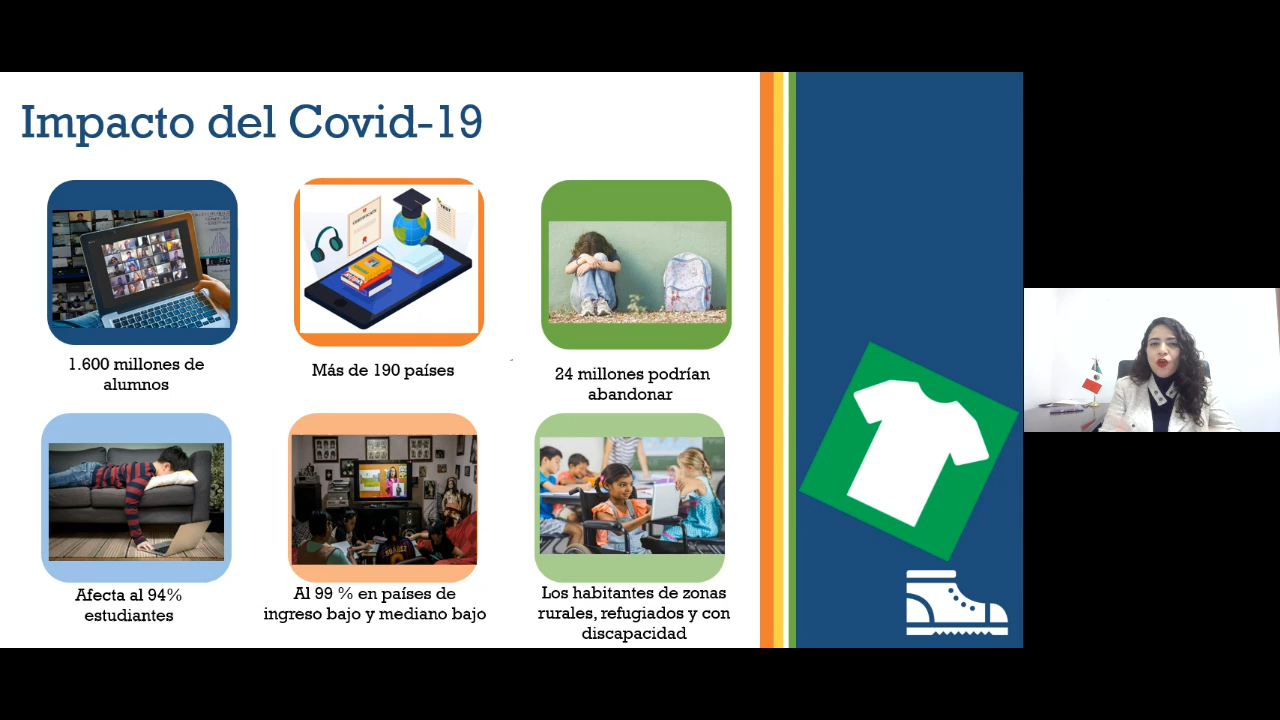 Impacto del Covid-19
1.600 millones de
alumnos
Más de 190 países
24 millones podrían
abandonar
Afecta al 94%
estudiantes
Al 99 % en países de
ingreso bajo y mediano bajo
Los habitantes de zonas
rurales, refugiados y con
discapacidad